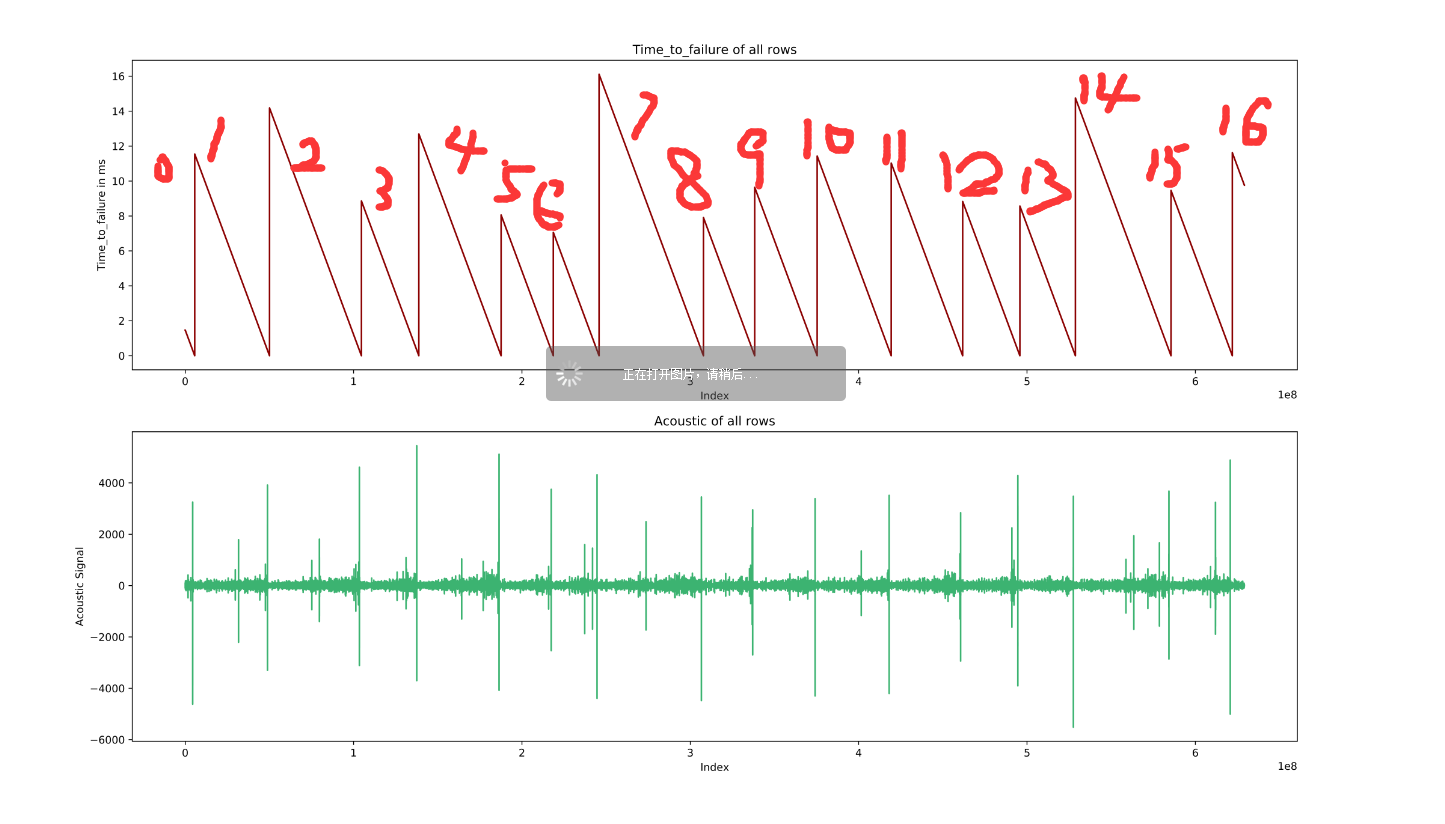 Time_to_failure of all rows
Time_to_failure in ms
16
14
12
10
8
6
4
2
0
0 1 2 3 4 5 6 7 8 9 10 11 12 13 14 15 16
0 1 2 3 4 5 6
1e8
Index
正在打开图片，请稍后...
Acoustic of all rows
Acoustic Signal
4000
2000
0
−2000
−4000
−6000
0 1 2 3 4 5 6
1e8
Index